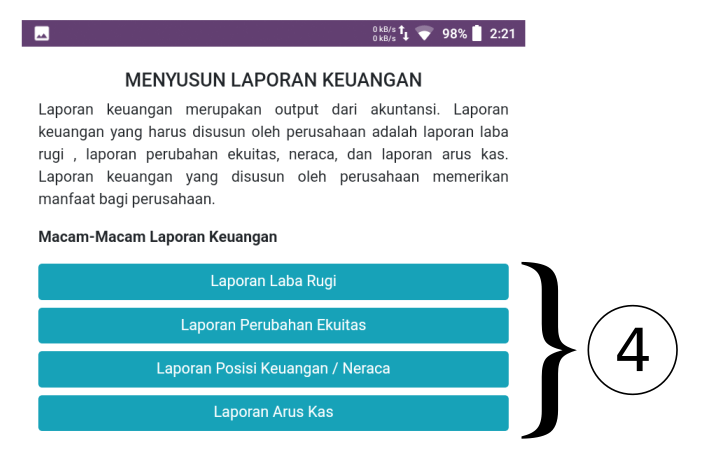 0 kB/s
0 kB/s
98%
2:21
MENYUSUN LAPORAN KEUANGAN
Laporan keuangan merupakan output dari akuntansi. Laporan
keuangan yang harus disusun oleh perusahaan adalah laporan laba
rugi , laporan perubahan ekuitas, neraca, dan laporan arus kas.
Laporan keuangan yang disusun oleh perusahaan memerikan
manfaat bagi perusahaan.
Macam-Macam Laporan Keuangan
Laporan Laba Rugi
Laporan Perubahan Ekuitas
Laporan Posisi Keuangan / Neraca
Laporan Arus Kas
4